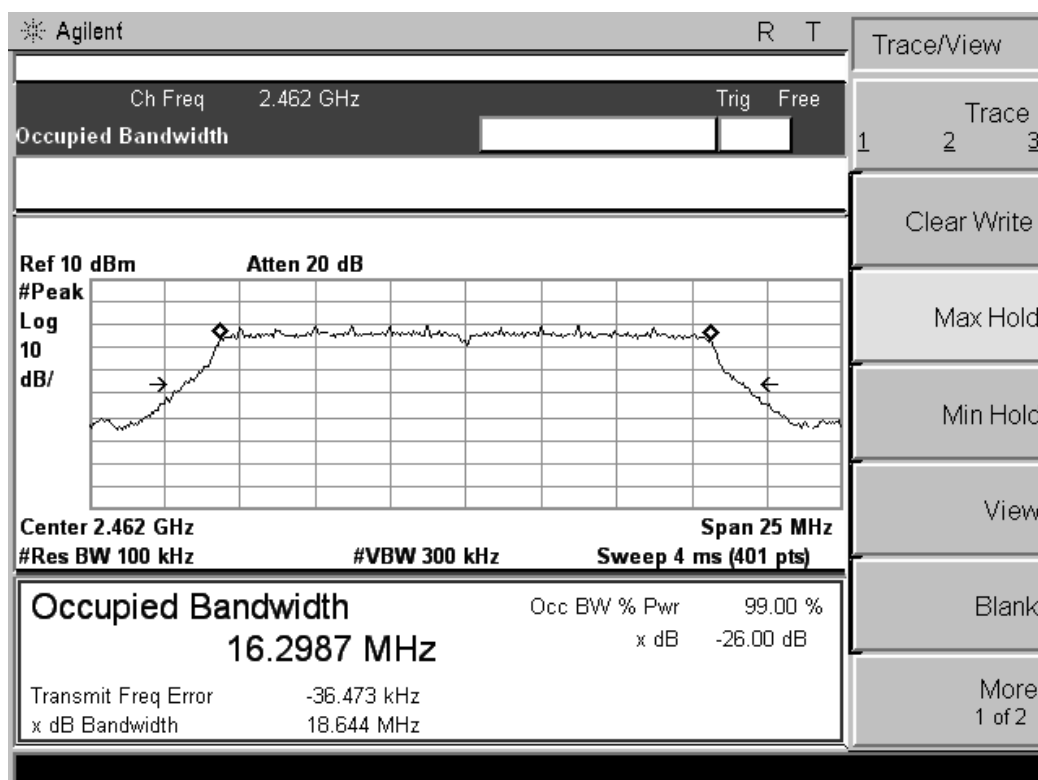 Agilent R T
Trace/View
Ch Freq 2.462 GHz Trig Free
Occupied Bandwidth
Trace
1 2 3
Clear Write
Ref 10 dBm Atten 20 dB
#Peak
Log
10
dB/
Max Hold
Min Hold
Center 2.462 GHz Span 25 MHz
#Res BW 100 kHz #VBW 300 kHz Sweep 4 ms (401 pts)
View
Occupied Bandwidth
16.2987 MHz
Occ BW % Pwr 99.00 %
x dB -26.00 dB
Transmit Freq Error -36.473 kHz
x dB Bandwidth 18.644 MHz
Blank
More
1 of 2